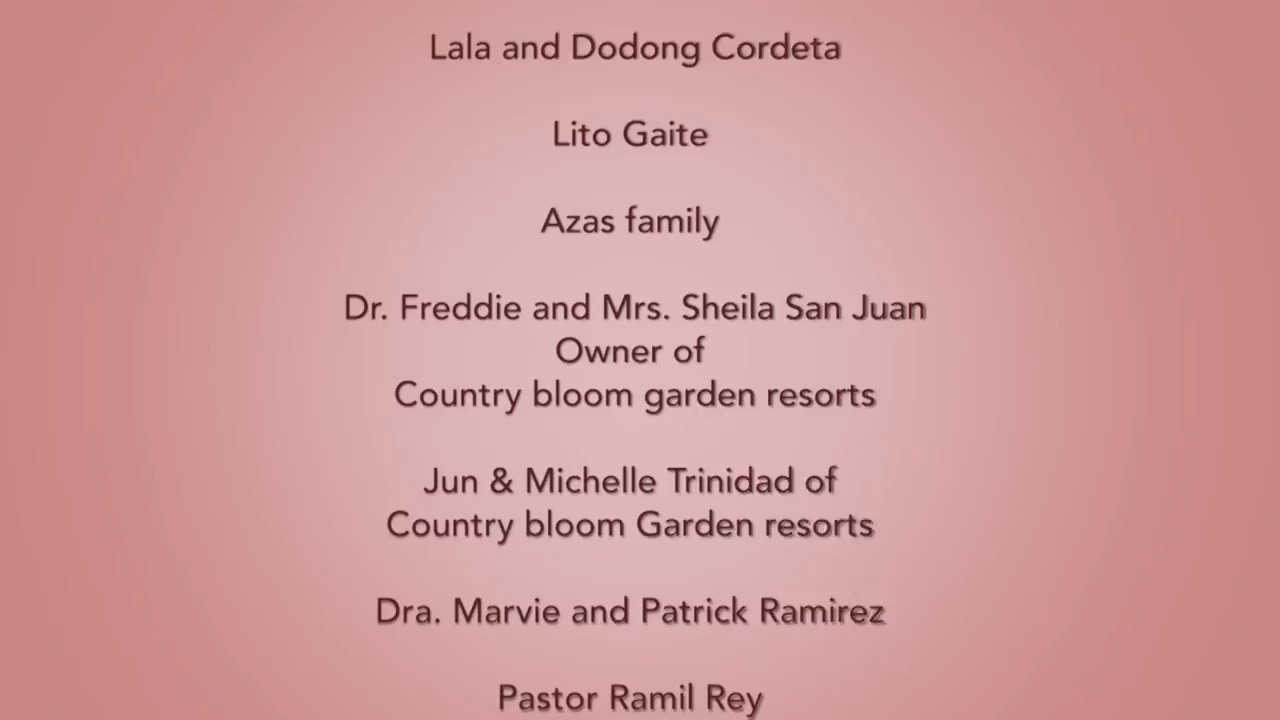 Lala and Dodong Cordeta
Lito Gaite
Azas family
Dr. Freddie and Mrs. Sheila San Juan
Owner of
Country bloom garden resorts
Jun & Michelle Trinidad of
Country bloom Garden resorts
Dra. Marvie and Patrick Ramirez
Pastor Ramil Rey